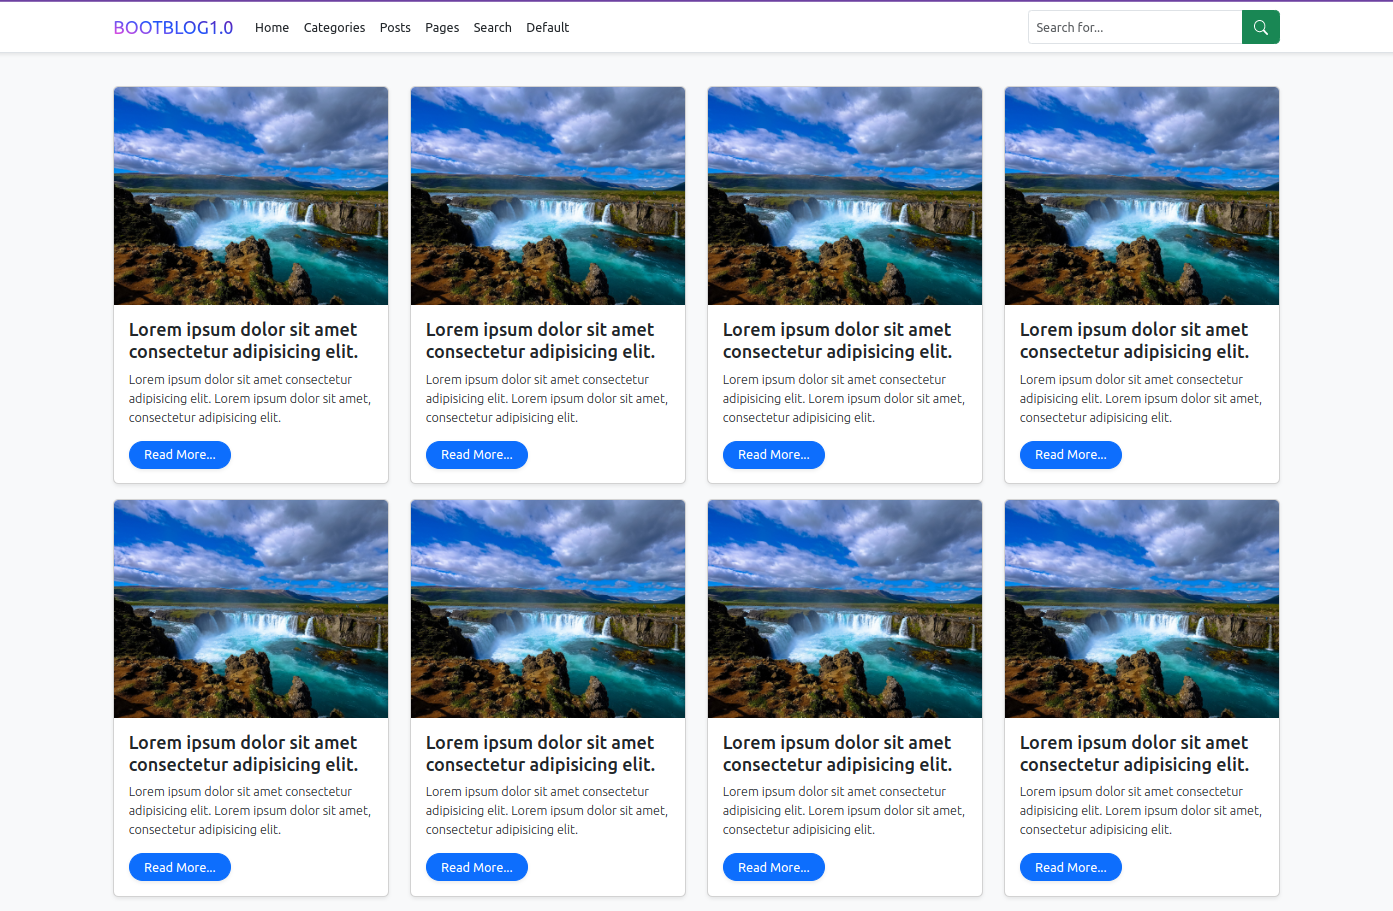 BOOTBLOG1.0 Home Categories Posts Pages Search Default Search for...
Lorem ipsum dolor sit amet
consectetur adipisicing elit.
Lorem ipsum dolor sit amet consectetur
adipisicing elit. Lorem ipsum dolor sit amet,
consectetur adipisicing elit.
Read More...
Lorem ipsum dolor sit amet
consectetur adipisicing elit.
Lorem ipsum dolor sit amet consectetur
adipisicing elit. Lorem ipsum dolor sit amet,
consectetur adipisicing elit.
Read More...
Lorem ipsum dolor sit amet
consectetur adipisicing elit.
Lorem ipsum dolor sit amet consectetur
adipisicing elit. Lorem ipsum dolor sit amet,
consectetur adipisicing elit.
Read More...
Lorem ipsum dolor sit amet
consectetur adipisicing elit.
Lorem ipsum dolor sit amet consectetur
adipisicing elit. Lorem ipsum dolor sit amet,
consectetur adipisicing elit.
Read More...
Lorem ipsum dolor sit amet
consectetur adipisicing elit.
Lorem ipsum dolor sit amet consectetur
adipisicing elit. Lorem ipsum dolor sit amet,
consectetur adipisicing elit.
Read More...
Lorem ipsum dolor sit amet
consectetur adipisicing elit.
Lorem ipsum dolor sit amet consectetur
adipisicing elit. Lorem ipsum dolor sit amet,
consectetur adipisicing elit.
Read More...
Lorem ipsum dolor sit amet
consectetur adipisicing elit.
Lorem ipsum dolor sit amet consectetur
adipisicing elit. Lorem ipsum dolor sit amet,
consectetur adipisicing elit.
Read More...
Lorem ipsum dolor sit amet
consectetur adipisicing elit.
Lorem ipsum dolor sit amet consectetur
adipisicing elit. Lorem ipsum dolor sit amet,
consectetur adipisicing elit.
Read More...